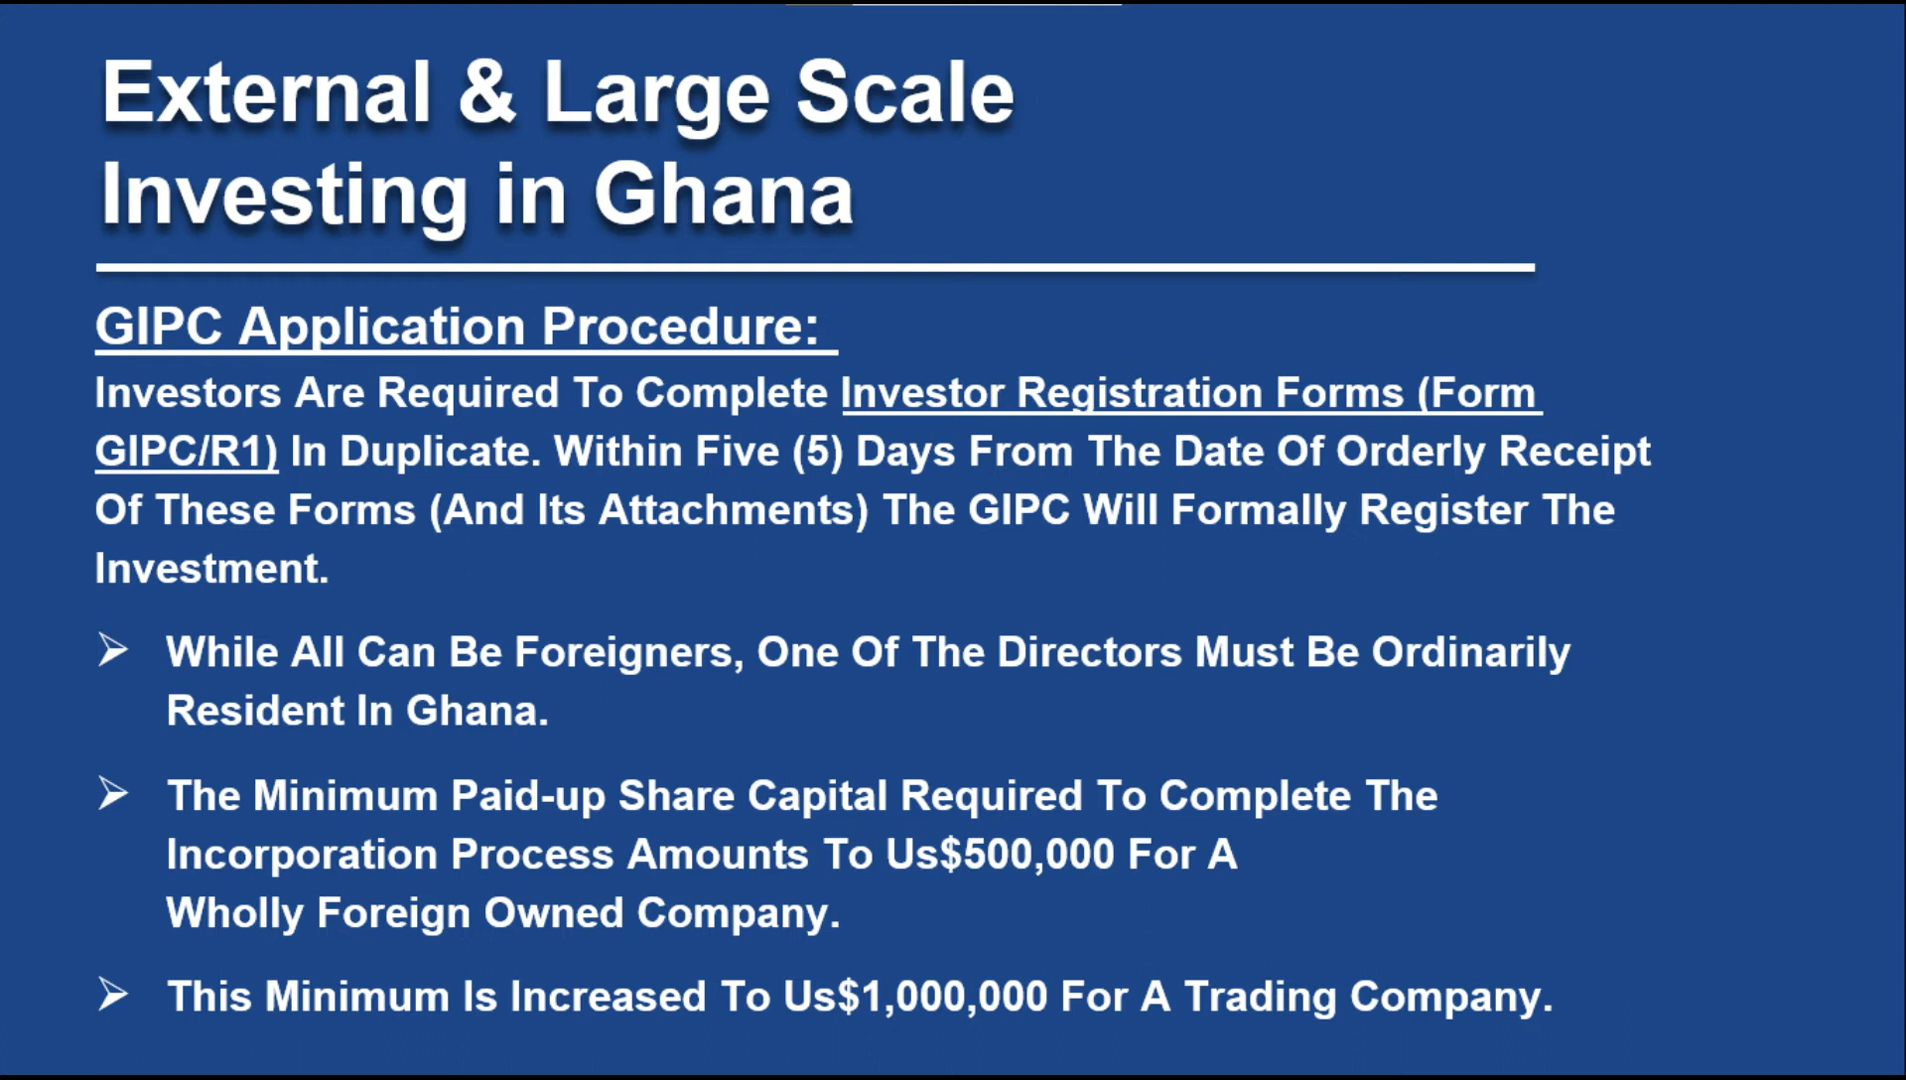 External & Large Scale
Investing in Ghana
GIPC Application Procedure:
Investors Are Required To Complete Investor Registration Forms (Form
GIPC/R1) In Duplicate. Within Five (5) Days From The Date Of Orderly Receipt
Of These Forms (And Its Attachments) The GIPC Will Formally Register The
Investment.
➢ While All Can Be Foreigners, One Of The Directors Must Be Ordinarily
Resident In Ghana.
➢ The Minimum Paid-up Share Capital Required To Complete The
Incorporation Process Amounts To Us$500,000 For A
Wholly Foreign Owned Company.
➢ This Minimum Is Increased To Us$1,000,000 For A Trading Company.